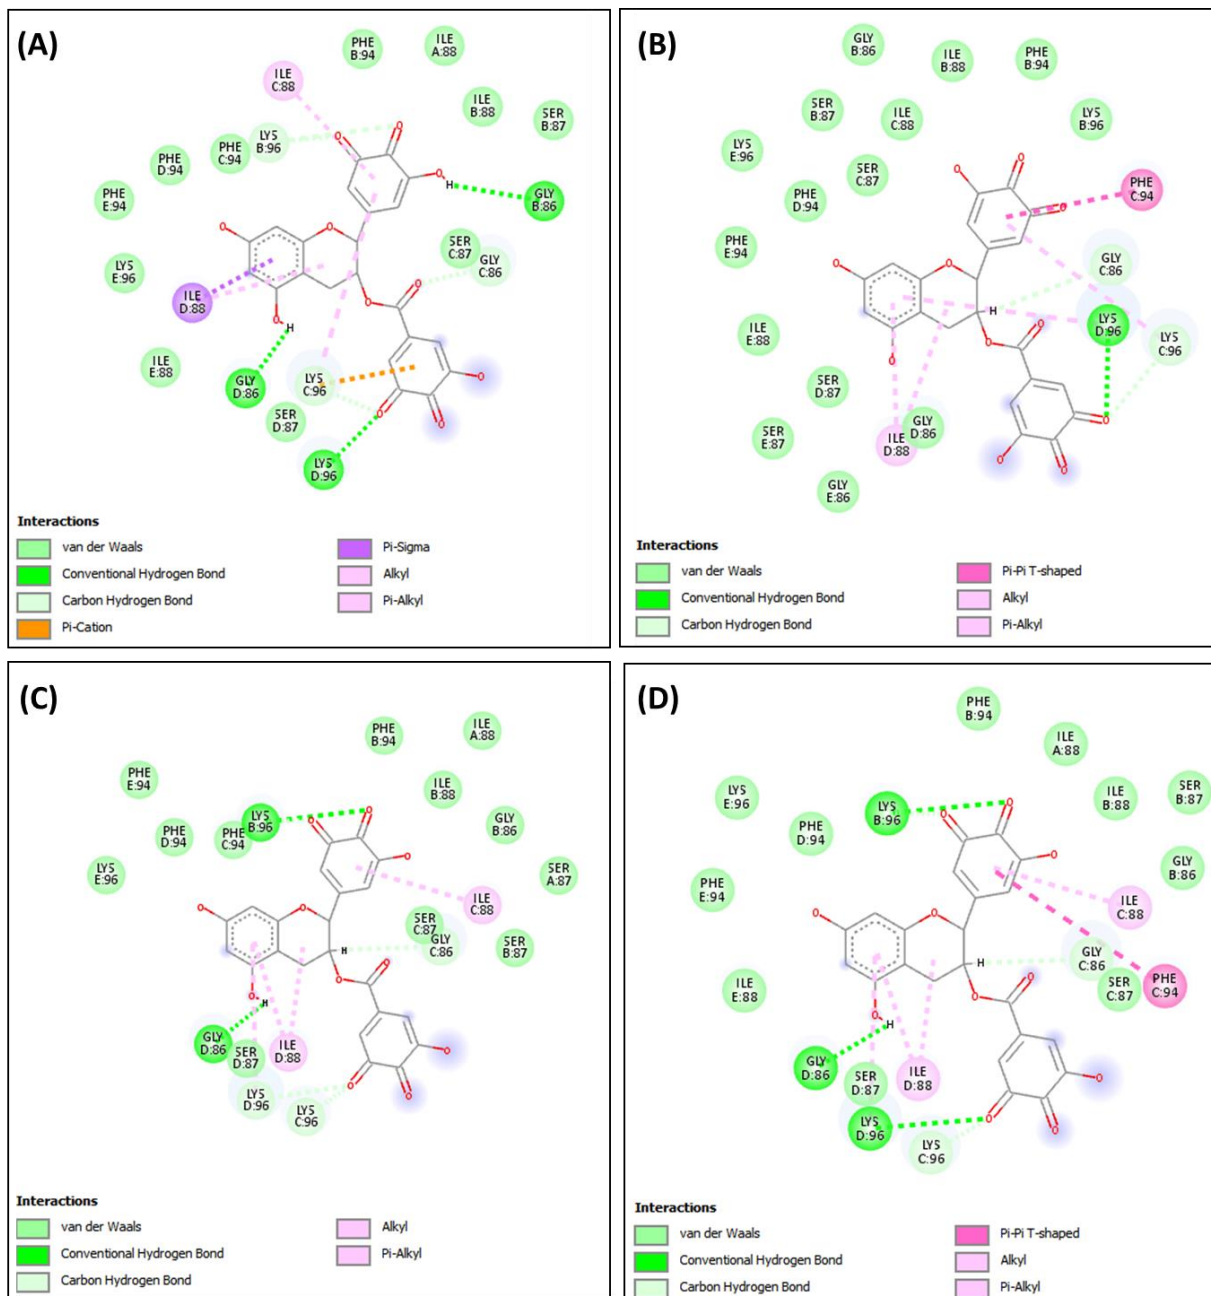 (A)
PHE
B:94
ILE
A:88
ILE
C:88
ILE
B:88
SER
B:87
LYS
B:96
PHE
C:94
PHE
D:94
PHE
E:94
GLY
B:86
H
O
SER
C:87
GLY
C:86
LYS
E:96
ILE
D:88
ILE
E:88
GLY
D:86
LYS
C:96
SER
D:87
LYS
D:96
Interactions
van der Waals
Conventional Hydrogen Bond
Carbon Hydrogen Bond
Pi-Cation
Pi-Sigma
Alkyl
Pi-Alkyl
(B)
GLY
B:86
ILE
B:88
PHE
B:94
SER
B:87
ILE
C:88
LYS
B:96
LYS
E:96
SER
C:87
PHE
D:94
PHE
C:94
PHE
E:94
GLY
C:86
LYS
D:96
LYS
C:96
ILE
E:88
SER
D:87
SER
E:87
GLY
D:86
ILE
D:88
GLY
E:86
Interactions
van der Waals
Conventional Hydrogen Bond
Carbon Hydrogen Bond
Pi-Pi T-shaped
Alkyl
Pi-Alkyl
(C)
PHE
B:94
ILE
A:88
PHE
E:94
ILE
B:88
LYS
B:96
GLY
B:86
PHE
D:94
PHE
C:94
LYS
E:96
SER
A:87
ILE
C:88
SER
C:87
GLY
C:86
SER
B:87
GLY
D:86
SER
D:87
ILE
D:88
LYS
D:96
LYS
C:96
Interactions
van der Waals
Conventional Hydrogen Bond
Carbon Hydrogen Bond
Alkyl
Pi-Alkyl
(D)
PHE
B:94
ILE
A:88
LYS
E:96
LYS
B:96
ILE
B:88
SER
B:87
PHE
D:94
GLY
B:86
PHE
E:94
ILE
C:88
GLY
C:86
SER
C:87
PHE
C:94
ILE
E:88
GLY
D:86
SER
D:87
ILE
D:88
LYS
D:96
LYS
C:96
Interactions
van der Waals
Conventional Hydrogen Bond
Carbon Hydrogen Bond
Pi-Pi T-shaped
Alkyl
Pi-Alkyl